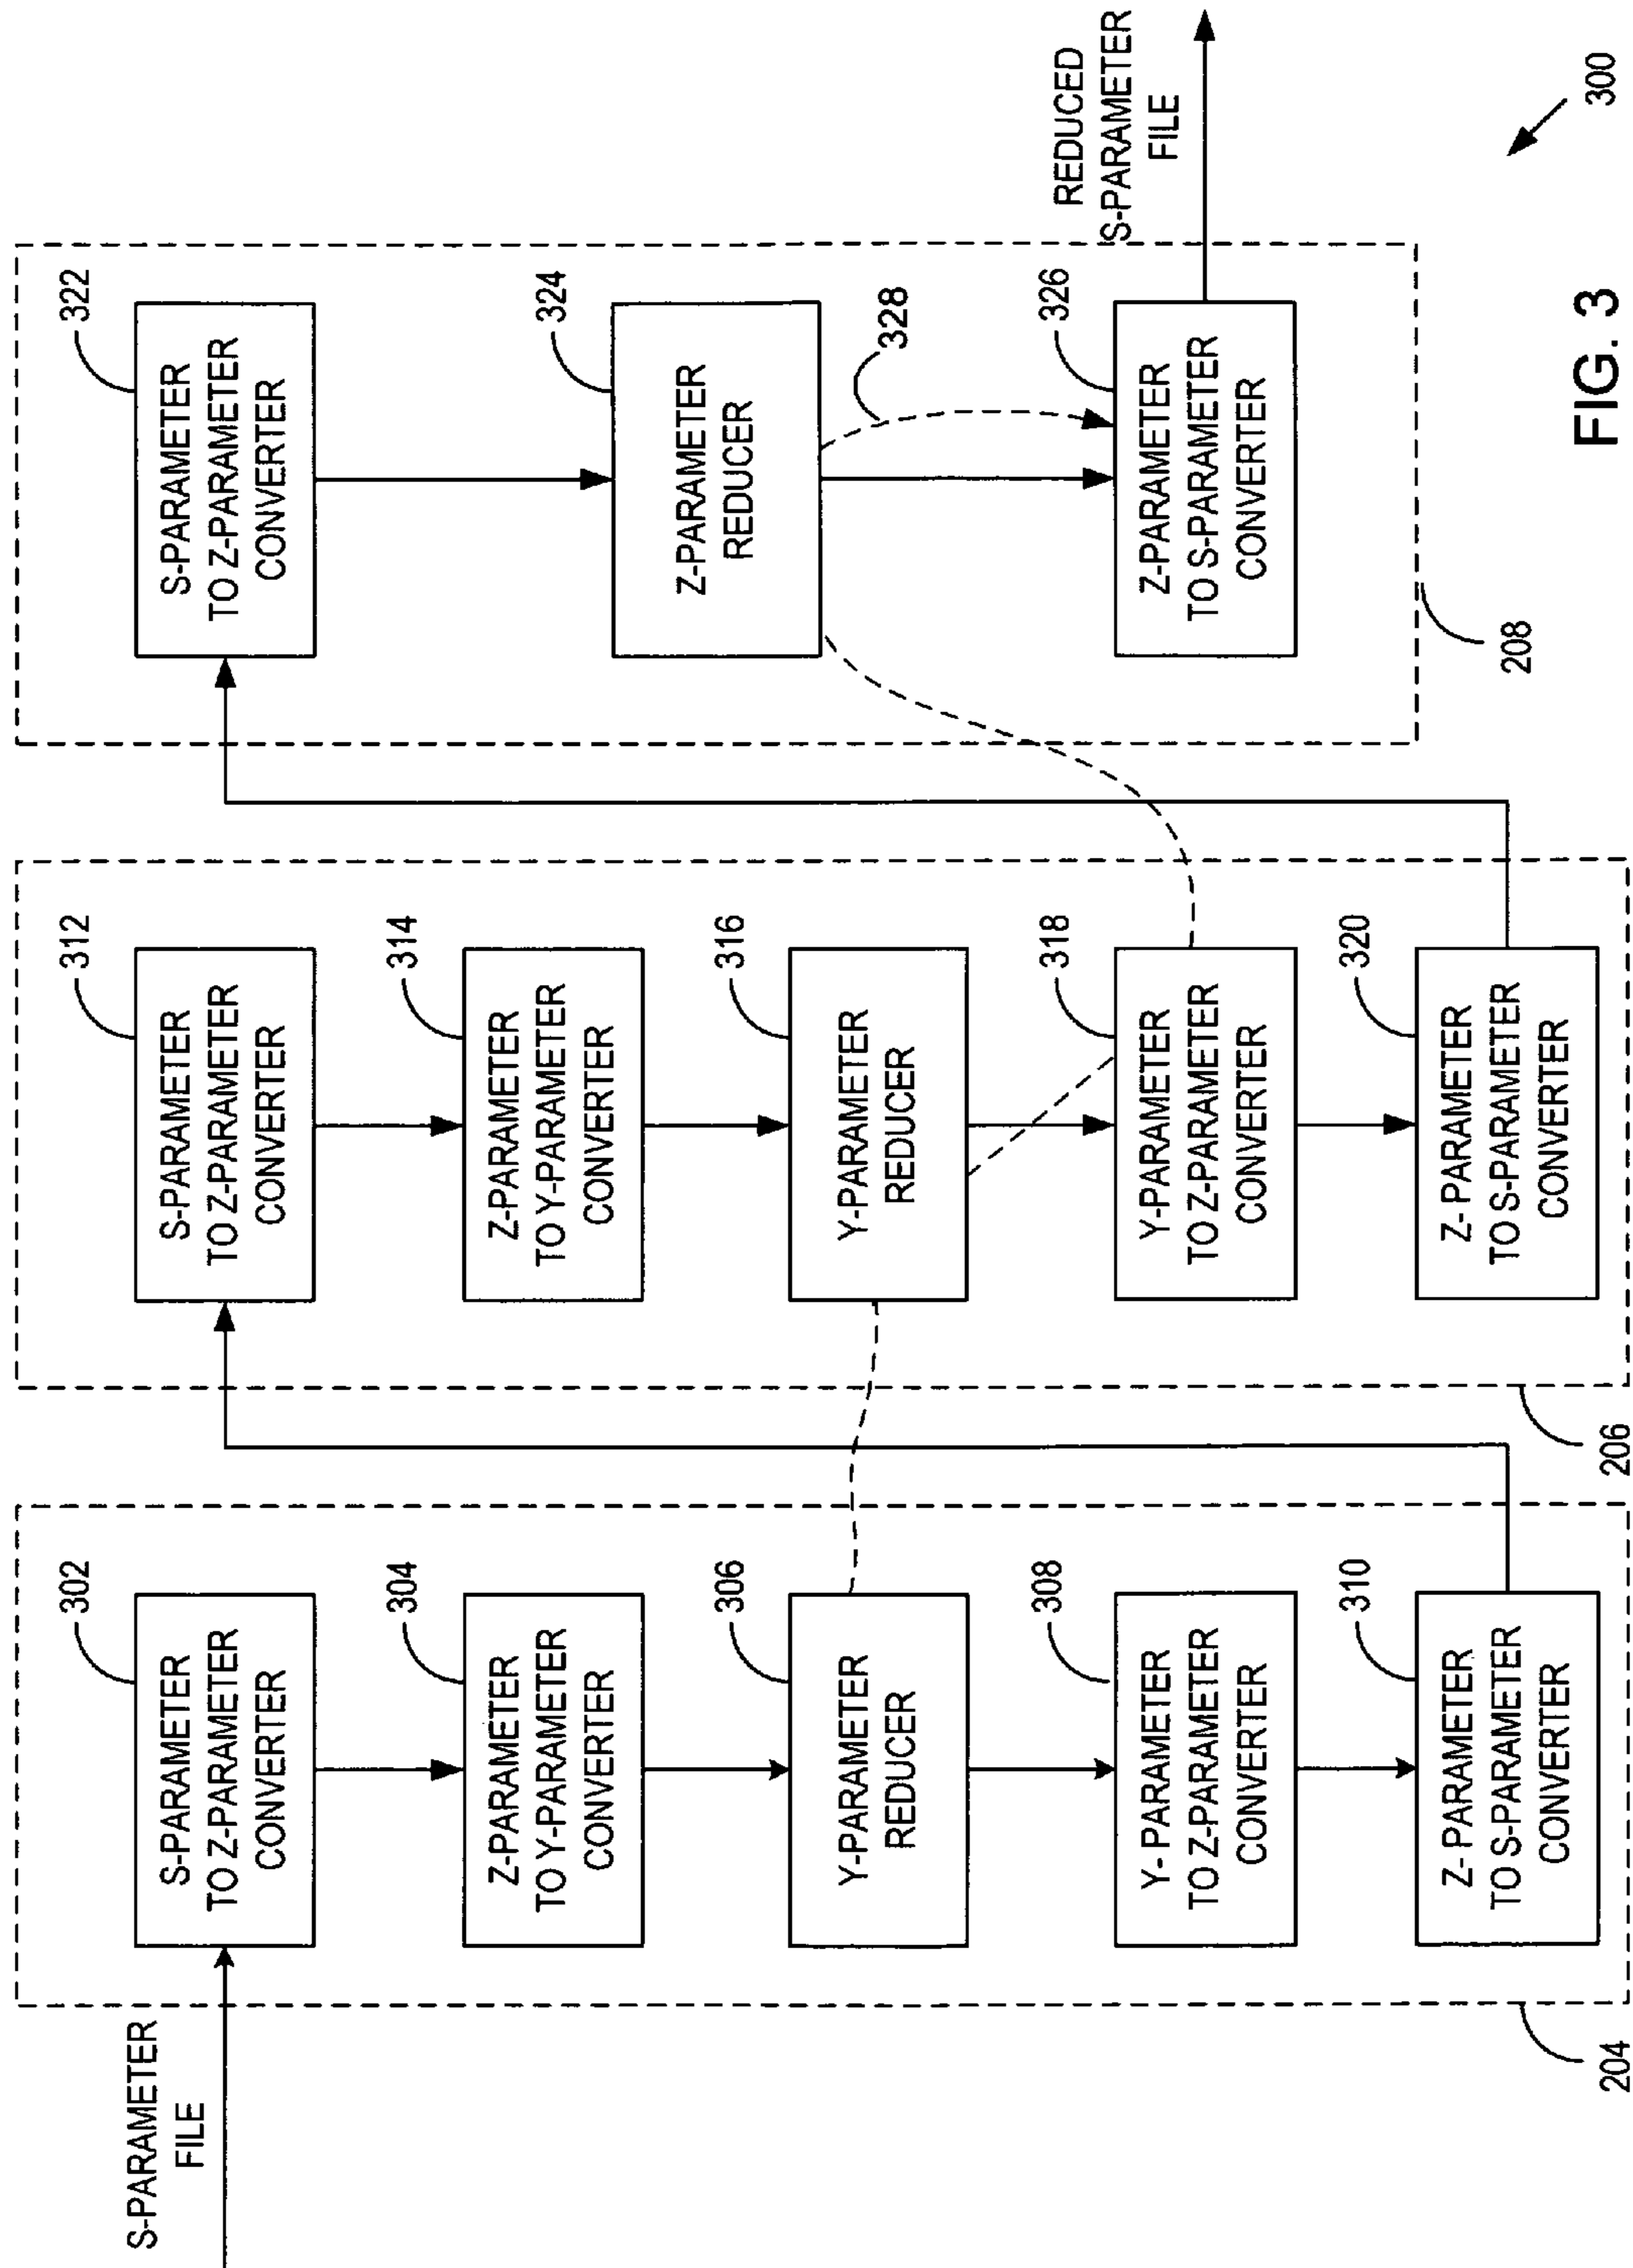 S-PARAMETER
FILE
204
302
S-PARAMETER
TO Z-PARAMETER
CONVERTER
304
Z-PARAMETER
TO Y-PARAMETER
CONVERTER
306
Y-PARAMETER
REDUCER
308
Y-PARAMETER
TO Z-PARAMETER
CONVERTER
310
Z- PARAMETER
TO S-PARAMETER
CONVERTER
206
312
S-PARAMETER
TO Z-PARAMETER
CONVERTER
314
Z-PARAMETER
TO Y-PARAMETER
CONVERTER
316
Y-PARAMETER
REDUCER
318
Y-PARAMETER
TO Z-PARAMETER
CONVERTER
320
Z- PARAMETER
TO S-PARAMETER
CONVERTER
208
322
S-PARAMETER
TO Z-PARAMETER
CONVERTER
324
Z-PARAMETER
REDUCER
328
326
Z-PARAMETER
TO S-PARAMETER
CONVERTER
REDUCED
S-PARAMETER
FILE
300
FIG. 3